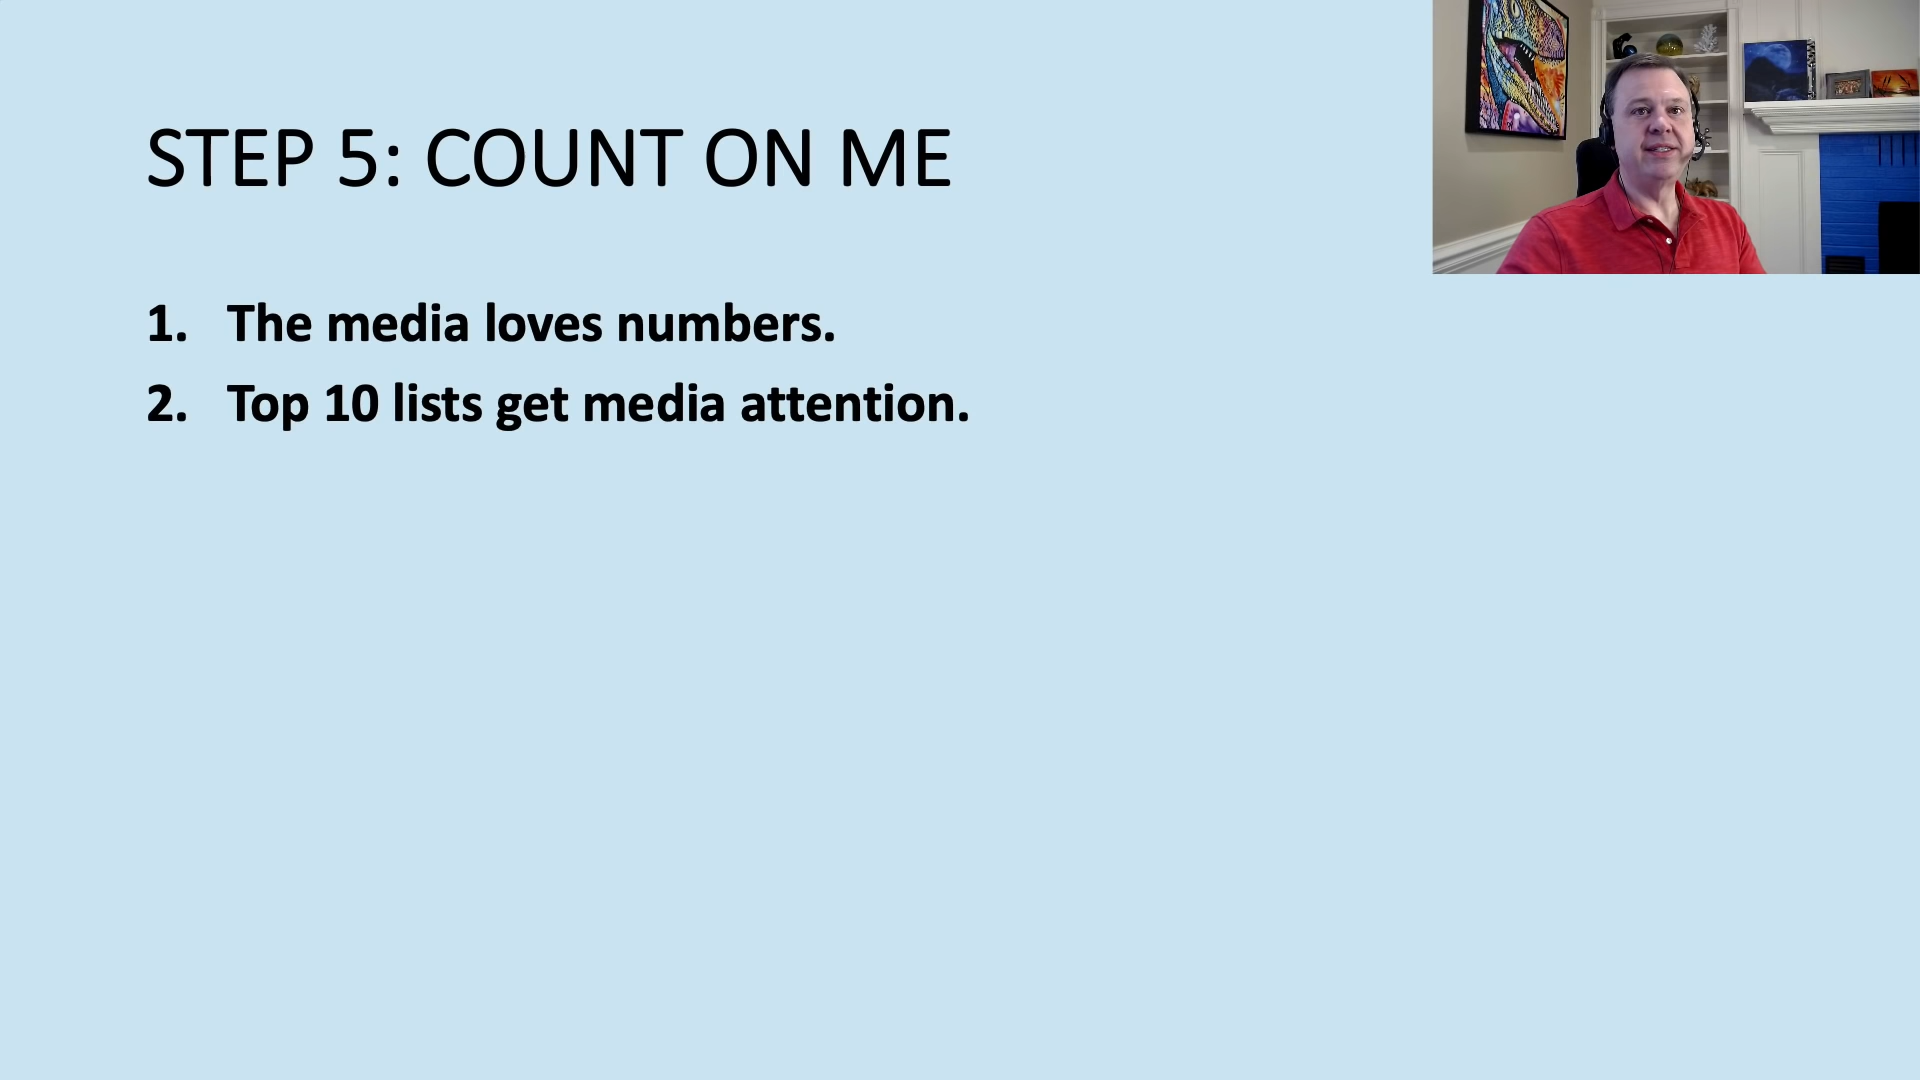 STEP 5: COUNT ON ME
1. The media loves numbers.
2. Top 10 lists get media attention.